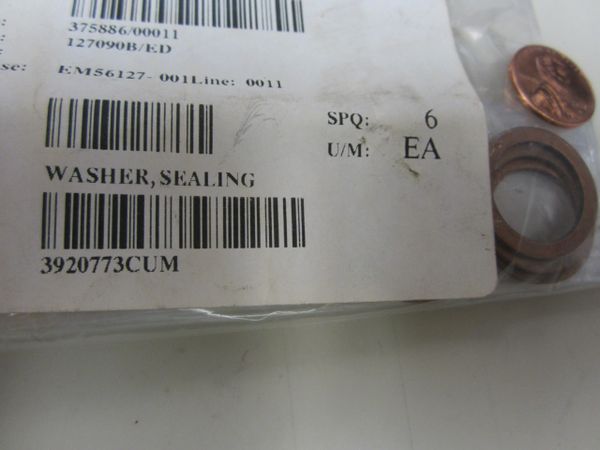 375886/00011
127090B/ED
se: EM56127- 001Line: 0011
SPQ: 6
U/M: EA
WASHER, SEALING
3920773CUM